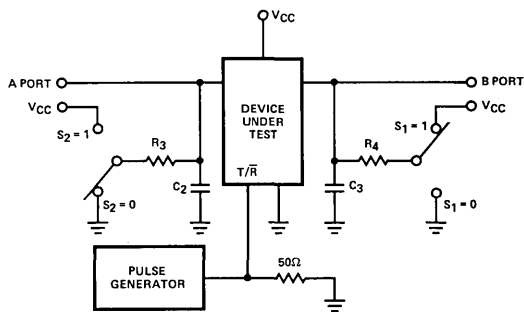 VCC
A PORT
B PORT
VCC
DEVICE
UNDER
TEST
VCC
S2 = 1
S1 = 1
R3
R4
T/R̅
C2
C3
S2 = 0
S1 = 0
50Ω
PULSE
GENERATOR